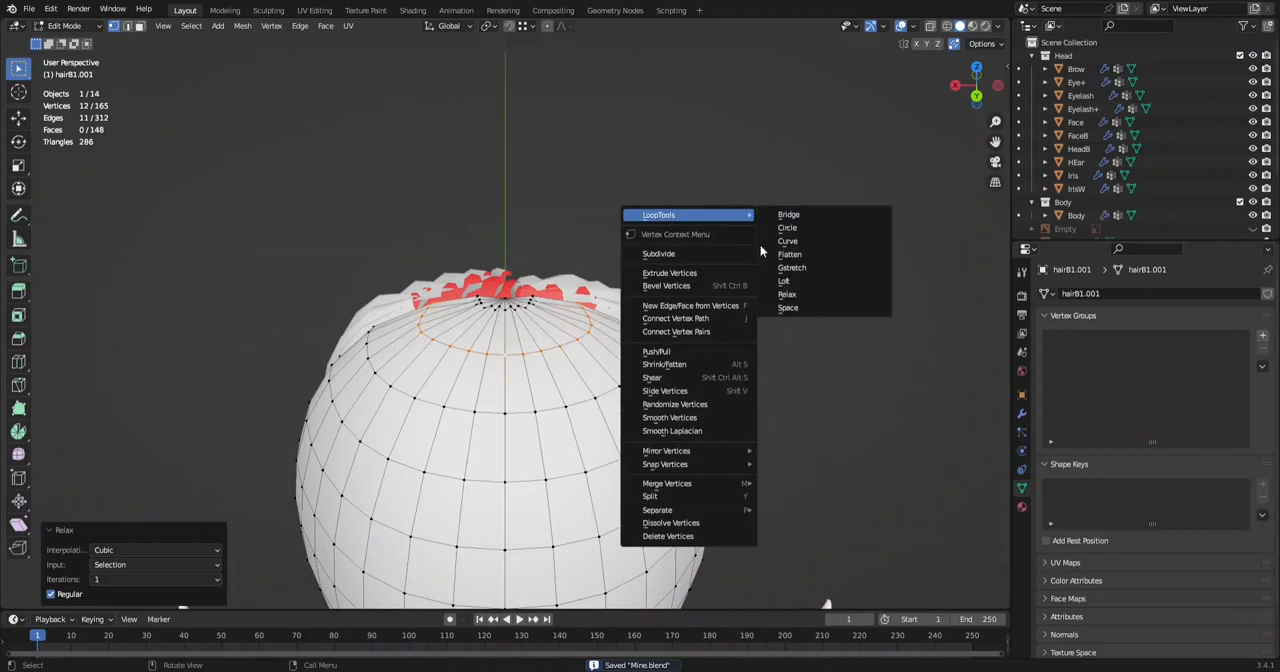 File Edit Render Window Help Layout Modeling Sculpting UV Editing Texture Paint Shading Animation Rendering Compositing Geometry Nodes Scripting Scene ViewLayer
Edit Mode View Select Add Mesh Vertex Edge Face UV Global
X Y Z Options
User Perspective
(1) hairB1.001
Objects 1/14
Vertices 12/165
Edges 11/312
Faces 0/148
Triangles 286
Z
X
Y
LoopTools
Vertex Context Menu
Subdivide
Extrude Vertices
Bevel Vertices Shift Ctrl B
New Edge/Face from Vertices F
Connect Vertex Path J
Connect Vertex Pairs
Push/Pull
Shrink/Fatten Alt S
Shear Shift Ctrl Alt S
Slide Vertices Shift V
Randomize Vertices
Smooth Vertices
Smooth Laplacian
Mirror Vertices
Snap Vertices
Merge Vertices M
Split Y
Separate P
Dissolve Vertices
Delete Vertices
Bridge
Circle
Curve
Flatten
Gstretch
Loft
Relax
Space
Relax
Interpolati.. Cubic
Input: Selection
Iterations: 1
Regular
Scene Collection
Head
Brow
Eye+
Eyelash
Eyelash+
Face
FaceB
HeadB
HEar
Iris
IrisW
Body
Body
Empty
hairB1.001 hairB1.001
hairB1.001
Vertex Groups
Shape Keys
Add Rest Position
UV Maps
Color Attributes
Face Maps
Attributes
Normals
Texture Space
Playback Keying View Marker 1 Start 1 End 250
1 10 20 30 40 50 60 70 80 90 100 110 120 130 140 150 160 170 180 190 200 210 220 230 240 250
Select Rotate View Call Menu Saved "Mine.blend" 3.4.1